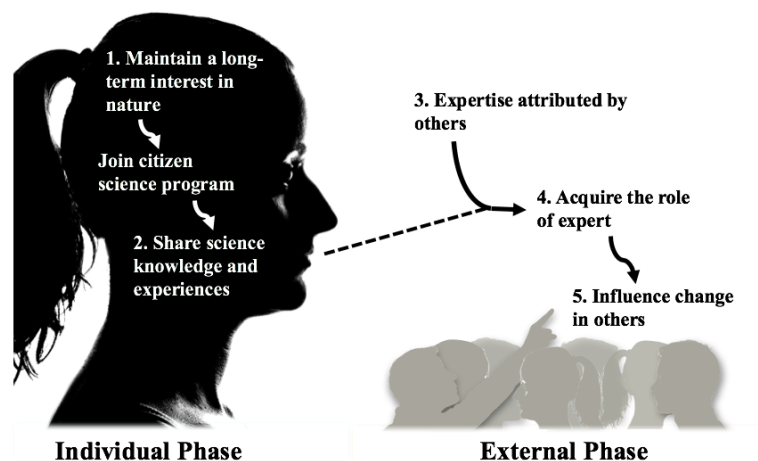 1. Maintain a long-
term interest in
nature
Join citizen
science program
2. Share science
knowledge and
experiences
3. Expertise attributed by
others
4. Acquire the role
of expert
5. Influence change
in others
Individual Phase
External Phase